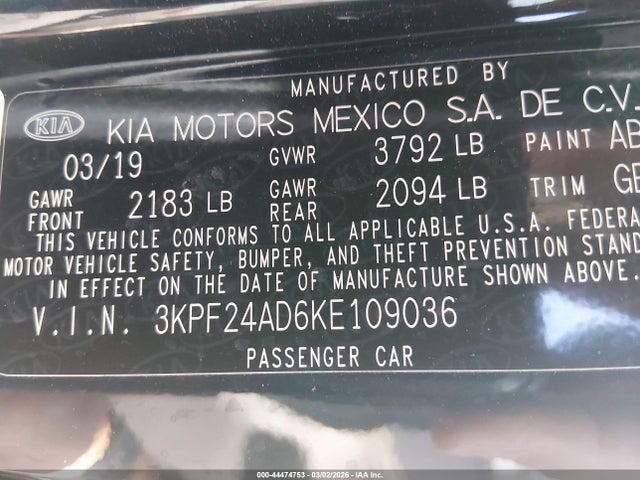 MANUFACTURED BY
KIA KIA MOTORS MEXICO S.A. DE C.V.
03/19 GVWR 3792 LB PAINT AB
GAWR FRONT 2183 LB GAWR REAR 2094 LB TRIM GE
THIS VEHICLE CONFORMS TO ALL APPLICABLE U.S.A. FEDERA
MOTOR VEHICLE SAFETY, BUMPER, AND THEFT PREVENTION STAND
IN EFFECT ON THE DATE OF MANUFACTURE SHOWN ABOVE
V.I.N. 3KPF24AD6KE109036
PASSENGER CAR
000-44474753 — 03/02/2026 — IAA Inc.